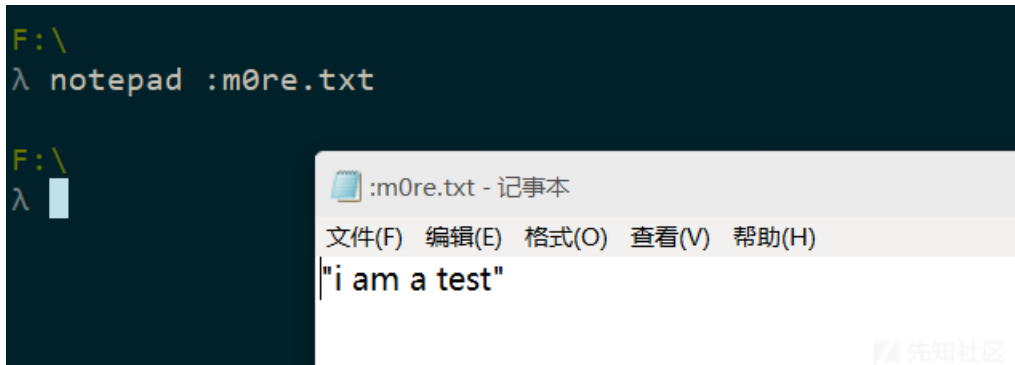 F:\
λ notepad :m0re.txt
F:\
λ
:m0re.txt - 记事本
文件(F) 编辑(E) 格式(O) 查看(V) 帮助(H)
"i am a test"
先知社区